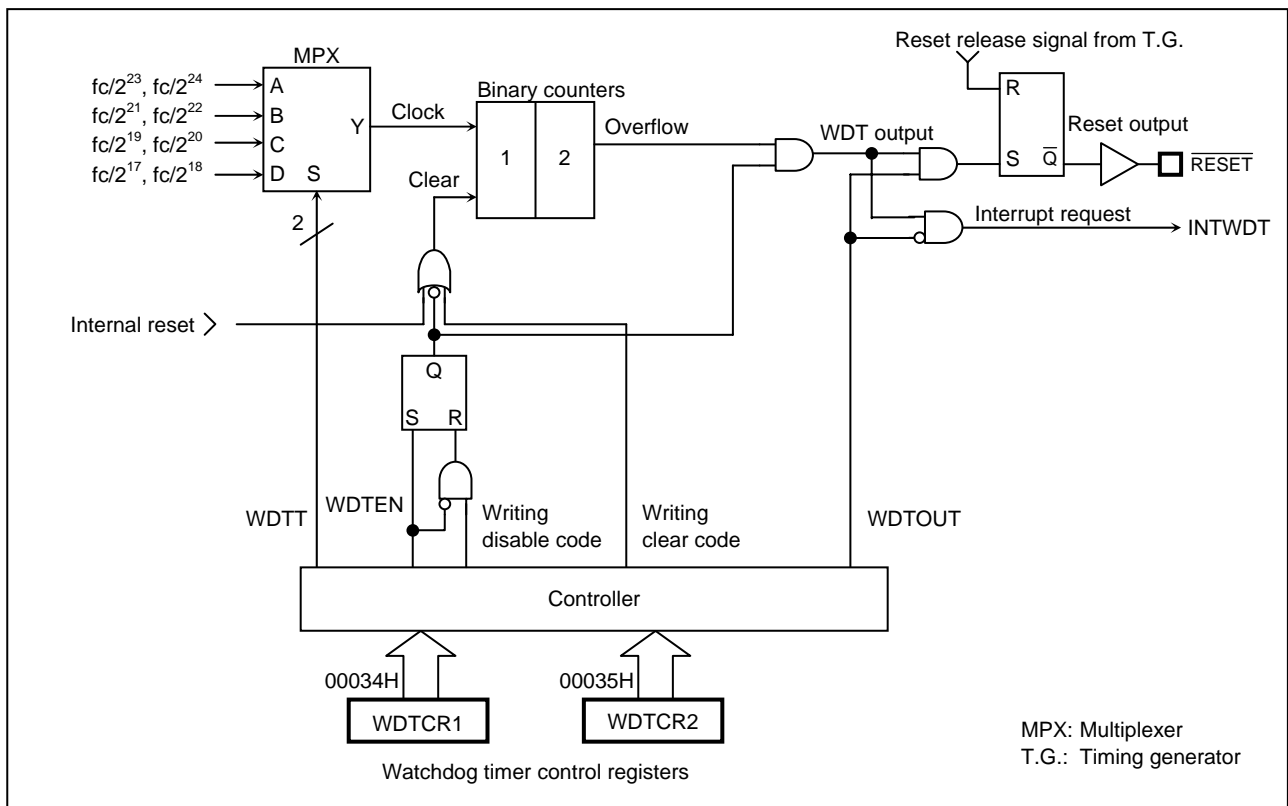 Reset release signal from T.G.
MPX
fc/2^23, fc/2^24
A
R
Binary counters
fc/2^21, fc/2^22
B
Clock
Overflow
WDT output
Reset output
Y
fc/2^19, fc/2^20
C
1
2
S
Q̅
R̅E̅S̅E̅T̅
fc/2^17, fc/2^18
D
S
Clear
2
Interrupt request
INTWDT
Internal reset
Q
S
R
WDTT
WDTEN
Writing
disable code
Writing
clear code
WDTOUT
Controller
00034H
00035H
WDTCR1
WDTCR2
MPX: Multiplexer
T.G.: Timing generator
Watchdog timer control registers